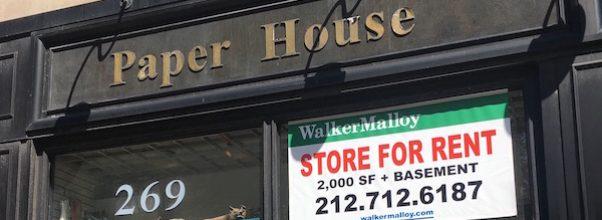 Paper House
WalkerMalloy
STORE FOR RENT
2,000 SF + BASEMENT
212.712.6187
walkermalloy.com
269